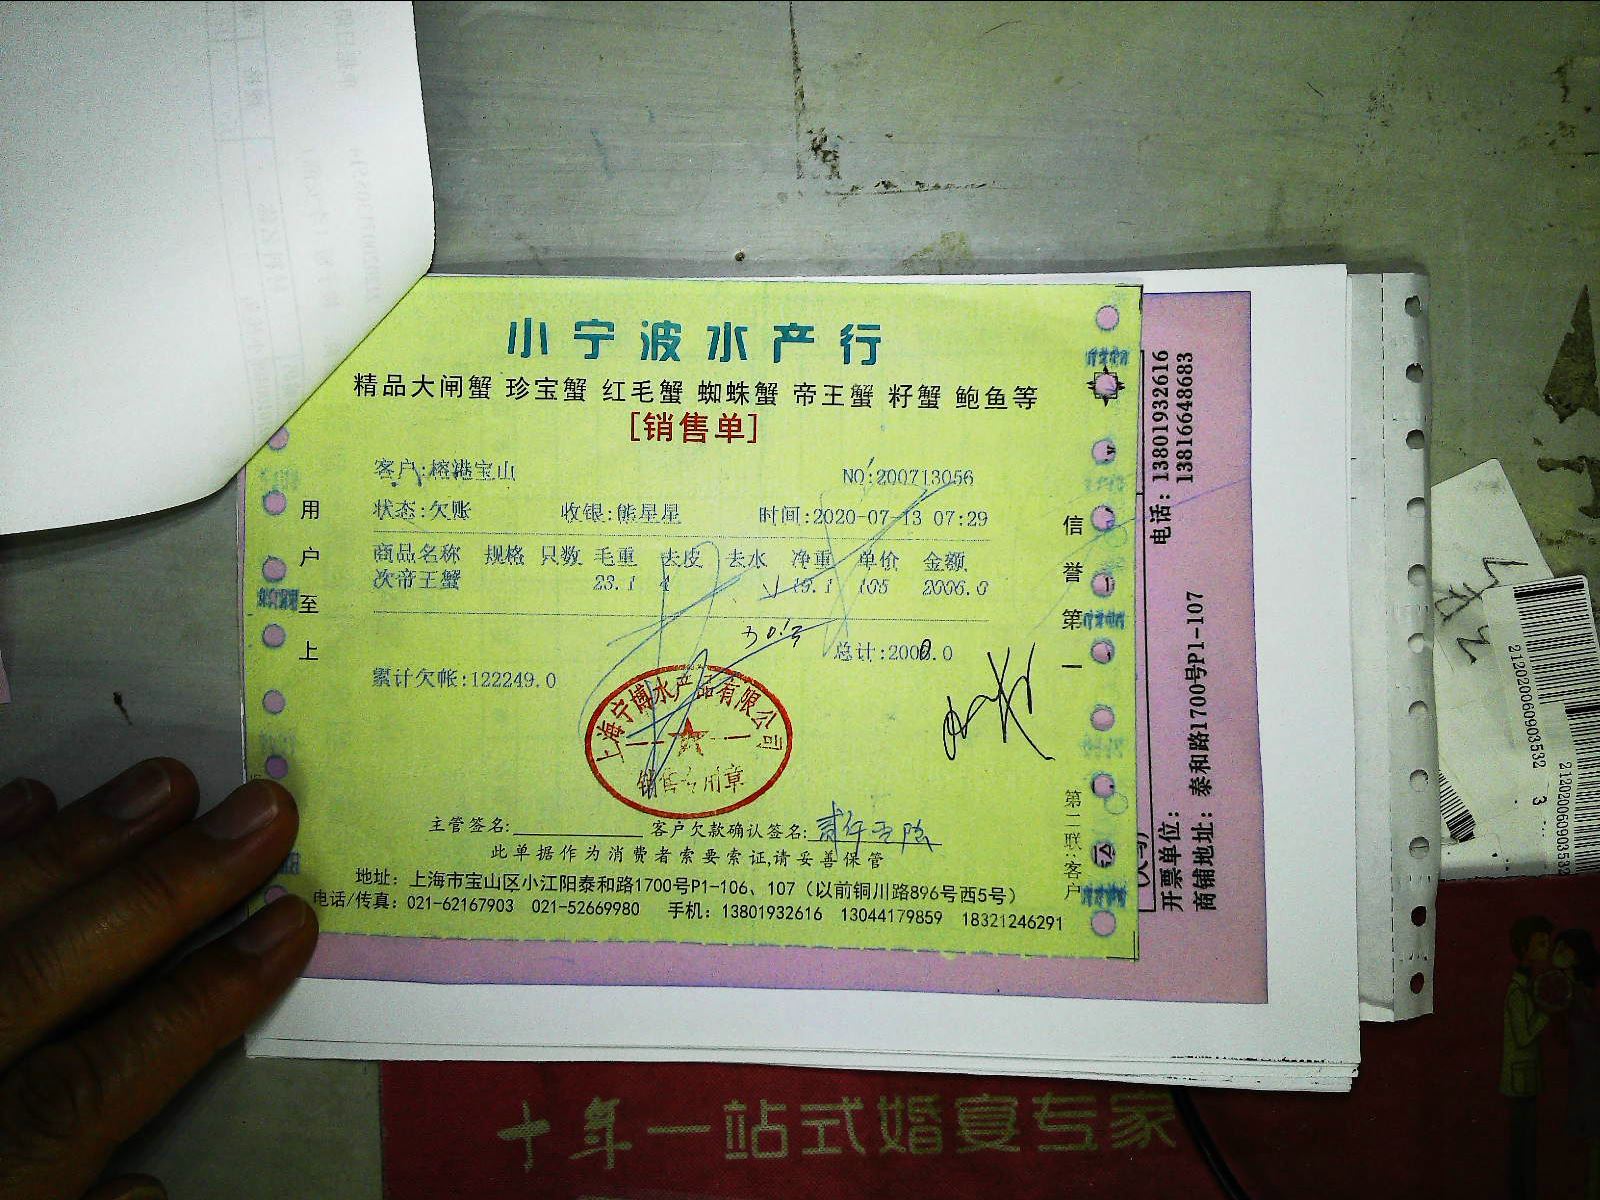 小宁波水产行
精品大闸蟹 珍宝蟹 红毛蟹 蜘蛛蟹 帝王蟹 籽蟹 鲍鱼等
[销售单]
客户:榕港宝山 NO:200713056
状态:欠账 收银:熊星星 时间:2020-07-13 07:29
商品名称 规格 只数 毛重 去皮 去水 净重 单价 金额
次帝王蟹 23.1 4 19.1 105 2006.0
总计:2006.0
累计欠帐:122249.0
上海宁博水产品有限公司
销售专用章
主管签名: 客户欠款确认签名:
此单据作为消费者索要索证,请妥善保管
地址: 上海市宝山区小江阳泰和路1700号P1-106、107 (以前铜川路896号西5号)
电话/传真: 021-62167903 021-52669980 手机: 13801932616 13044179859 18321246291
用户至上
信誉第一
第二联:客户
电话: 13801932616
13816648683
开票单位:
商铺地址: 泰和路1700号P1-107
212020060903532 3
212020060903532
十年一站式婚宴专家